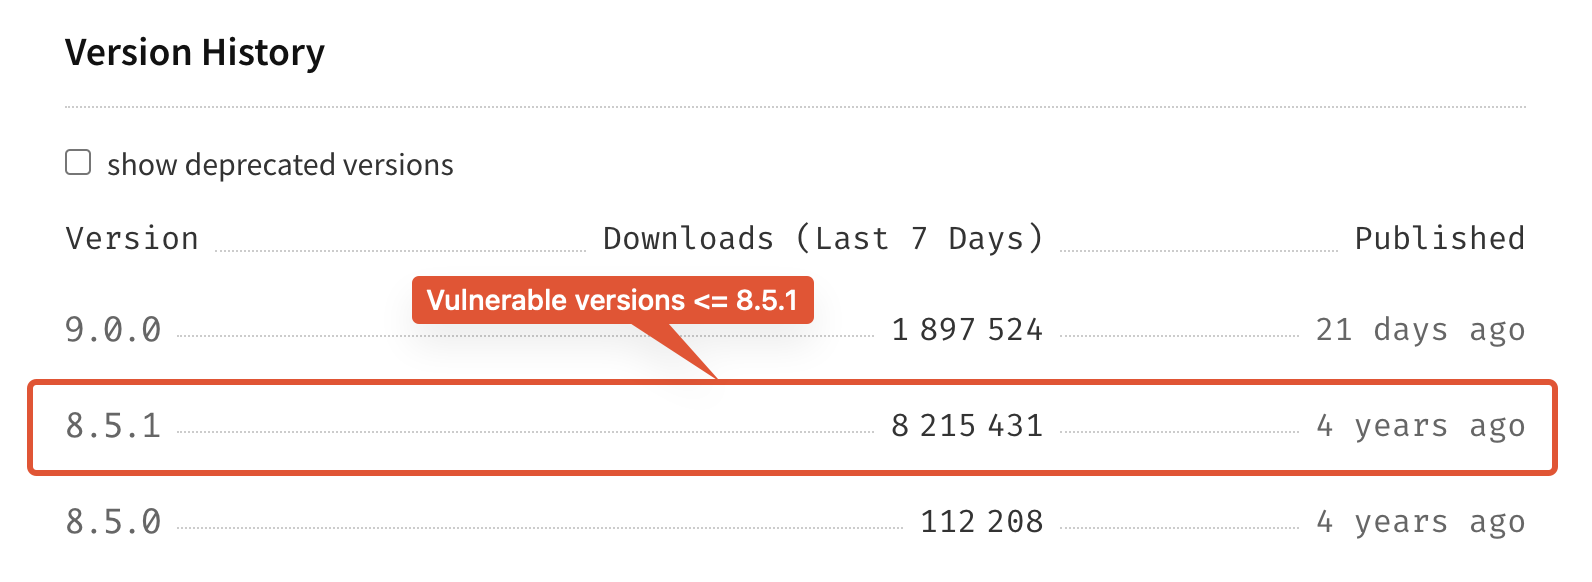 Version History
show deprecated versions
Version Downloads (Last 7 Days) Published
Vulnerable versions <= 8.5.1
9.0.0 1 897 524 21 days ago
8.5.1 8 215 431 4 years ago
8.5.0 112 208 4 years ago